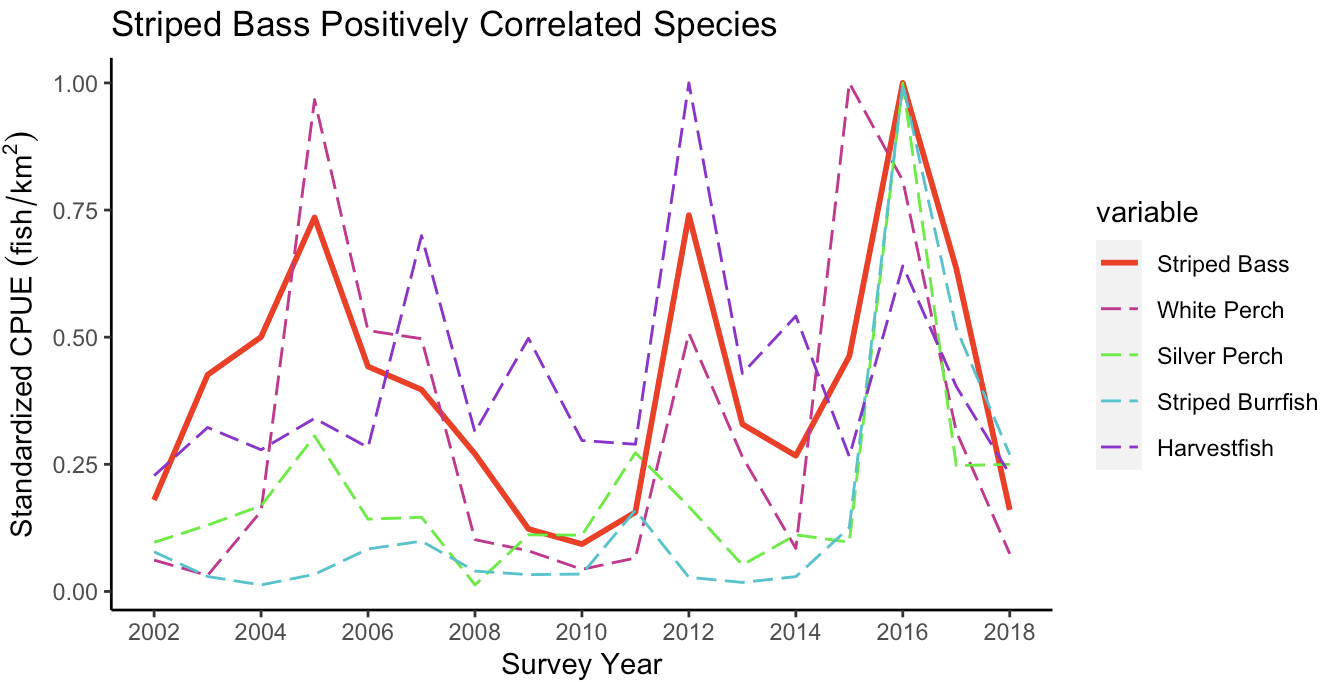 Striped Bass Positively Correlated Species
Standardized CPUE (fish/km²)
1.00
0.75
0.50
0.25
0.00
2002 2004 2006 2008 2010 2012 2014 2016 2018
Survey Year
variable
Striped Bass
White Perch
Silver Perch
Striped Burrfish
Harvestfish